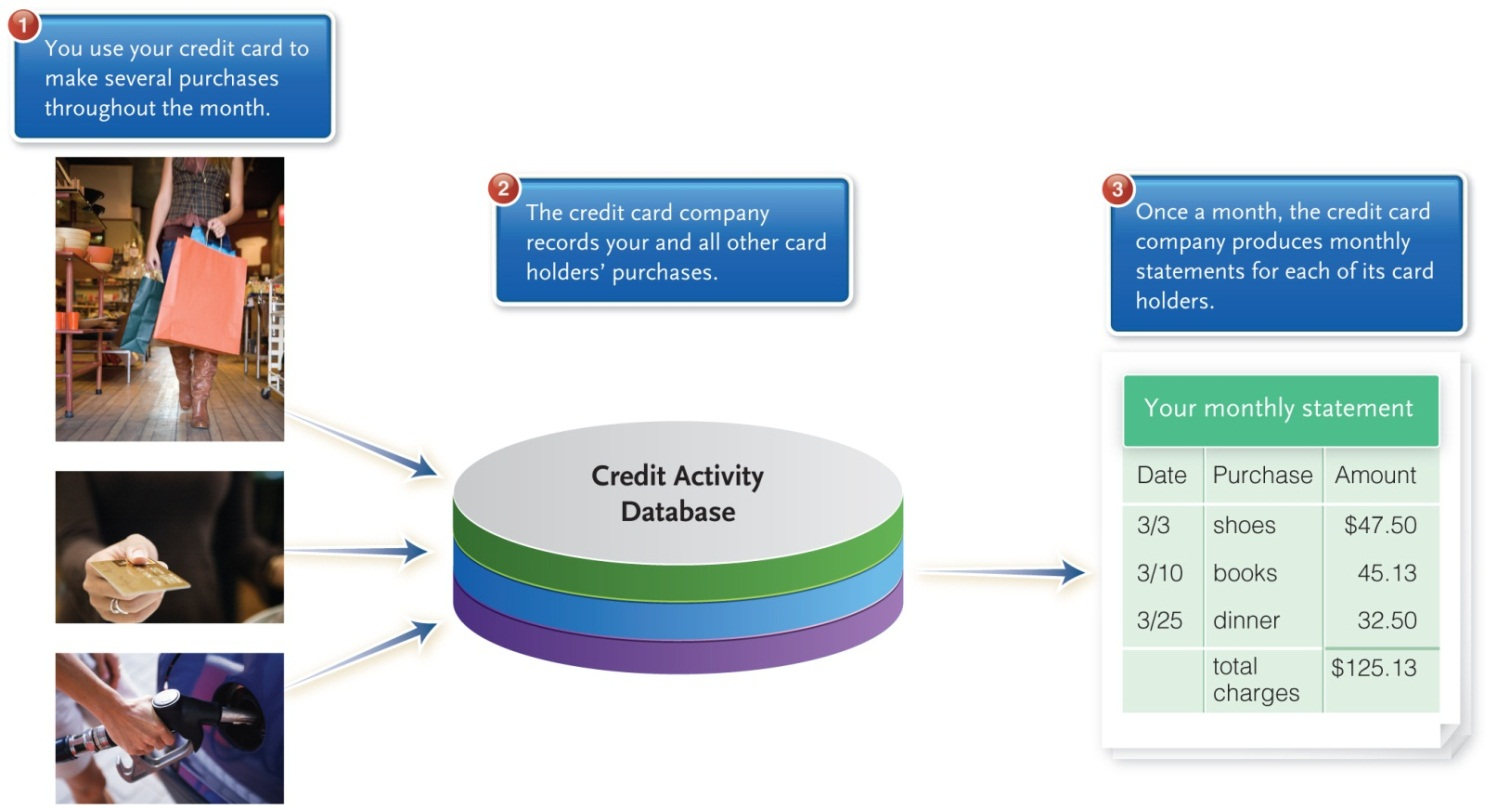 1
You use your credit card to
make several purchases
throughout the month.
2
The credit card company
records your and all other card
holders’ purchases.
3
Once a month, the credit card
company produces monthly
statements for each of its card
holders.
Credit Activity
Database
Your monthly statement
Date Purchase Amount
3/3 shoes $47.50
3/10 books 45.13
3/25 dinner 32.50
total $125.13
charges